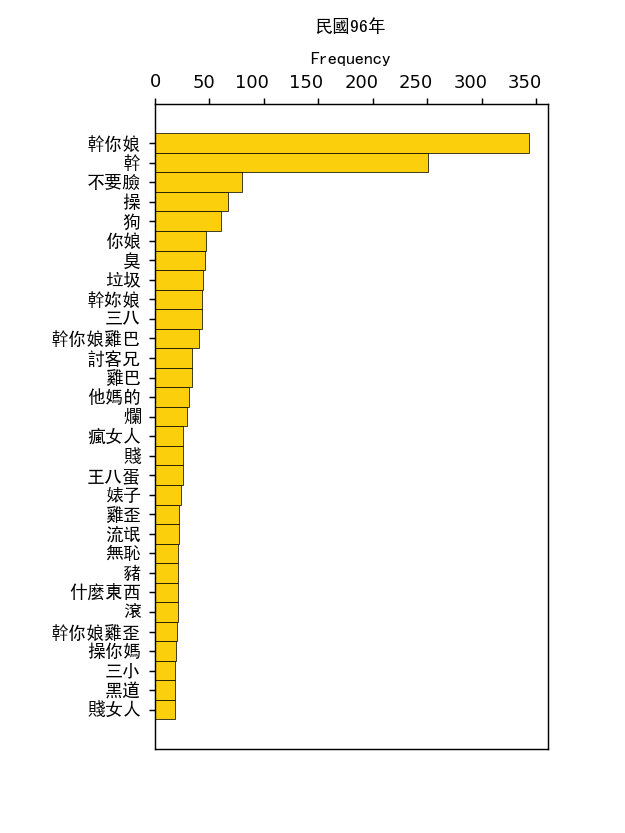 民國96年
Frequency
0 50 100 150 200 250 300 350
幹你娘
幹
不要臉
操
狗
你娘
臭
垃圾
幹妳娘
三八
幹你娘雞巴
討客兄
雞巴
他媽的
爛
瘋女人
賤
王八蛋
婊子
雞歪
流氓
無恥
豬
什麼東西
滾
幹你娘雞歪
操你媽
三小
黑道
賤女人